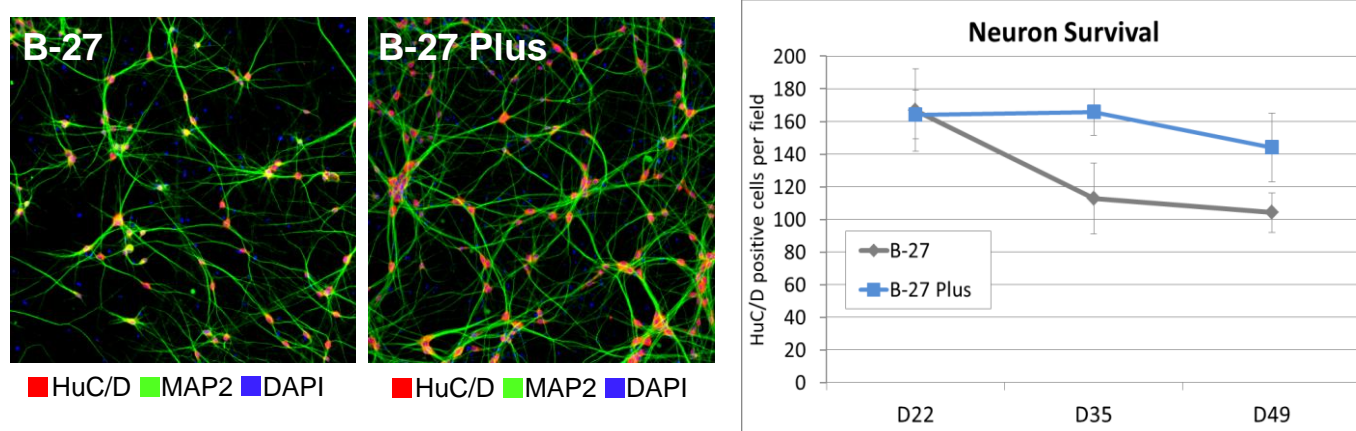 B-27
B-27 Plus
HuC/D MAP2 DAPI
HuC/D MAP2 DAPI
Neuron Survival
HuC/D positive cells per field
200
180
160
140
120
100
80
60
40
20
0
B-27
B-27 Plus
D22 D35 D49